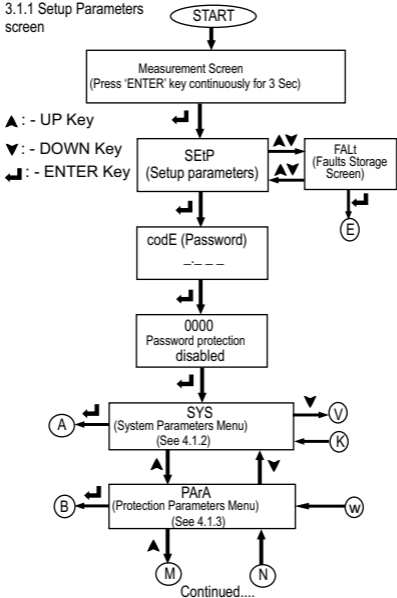 3.1.1 Setup Parameters
screen
START
Measurement Screen
(Press ‘ENTER’ key continuously for 3 Sec)
: - UP Key
: - DOWN Key
: - ENTER Key
SEtP
(Setup parameters)
FALt
(Faults Storage
Screen)
E
codE (Password)
_._ _ _
0000
Password protection
disabled
A
SYS
(System Parameters Menu)
(See 4.1.2)
V
K
B
PArA
(Protection Parameters Menu)
(See 4.1.3)
w
M
N
Continued....